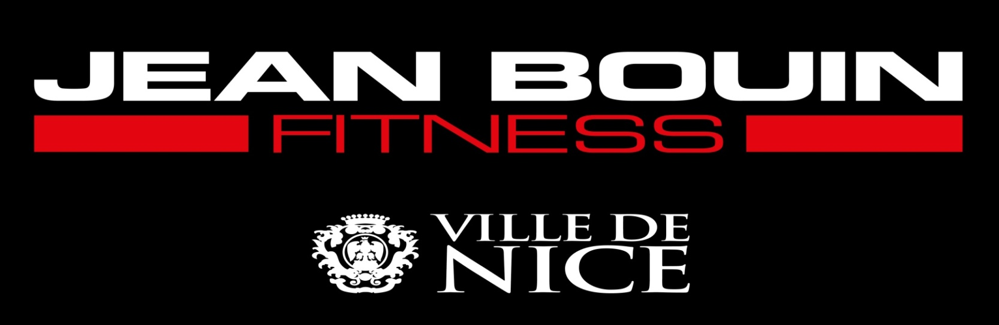 JEAN BOUIN
FITNESS
VILLE DE
NICE